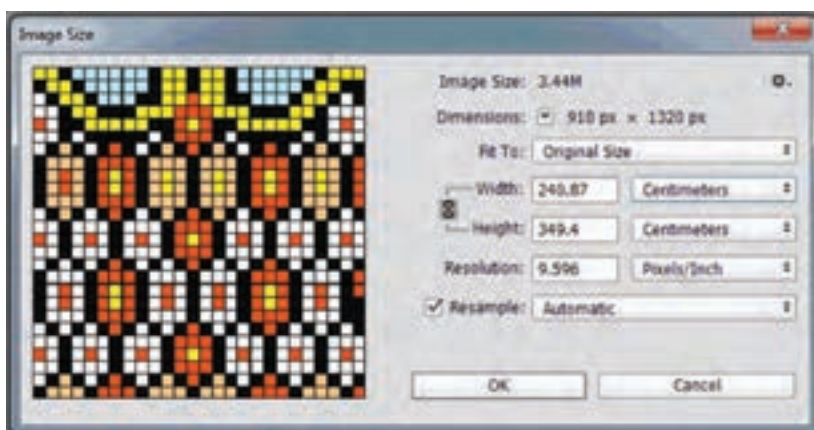 Image Size
Image Size: 3.44M
Dimensions: 910 px × 1320 px
Fit To: Original Size
Width: 240.87 Centimeters
Height: 349.4 Centimeters
Resolution: 9.596 Pixels/Inch
Resample: Automatic
OK Cancel